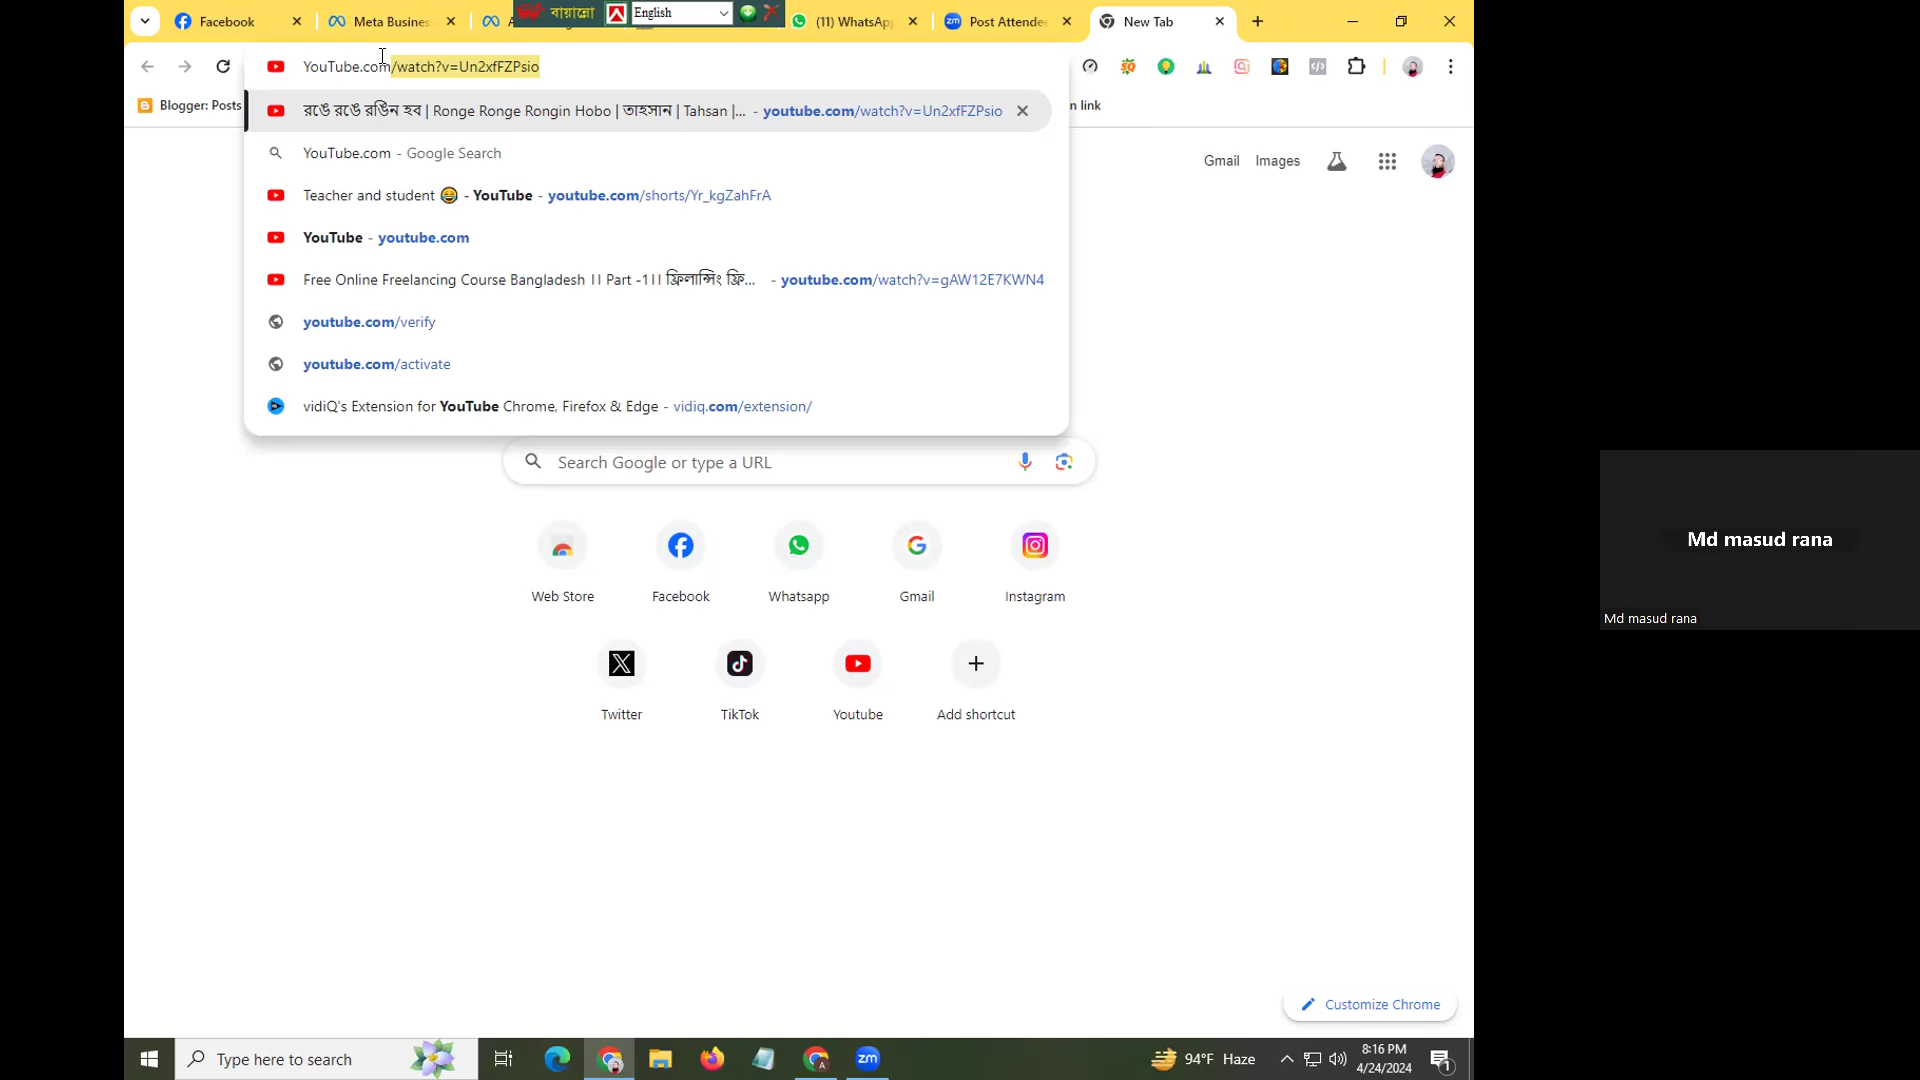 Facebook
Meta Busines
বায়ান্নো
English
(11) WhatsAp
Post Attende
New Tab
YouTube.com/watch?v=Un2xfFZPsio
Blogger: Posts
n link
রঙে রঙে রঙিন হব | Ronge Ronge Rongin Hobo | তাহসান | Tahsan |... - youtube.com/watch?v=Un2xfFZPsio
YouTube.com - Google Search
Gmail
Images
Teacher and student 😂 - YouTube - youtube.com/shorts/Yr_kgZahFrA
YouTube - youtube.com
Free Online Freelancing Course Bangladesh ।। Part -1।। ফ্রিলান্সিং ফ্রি... - youtube.com/watch?v=gAW12E7KWN4
youtube.com/verify
youtube.com/activate
vidiQ's Extension for YouTube Chrome, Firefox & Edge - vidiq.com/extension/
Search Google or type a URL
Web Store
Facebook
Whatsapp
Gmail
Instagram
Twitter
TikTok
Youtube
Add shortcut
Customize Chrome
Md masud rana
Md masud rana
Type here to search
zm
94°F Haze
8:16 PM
4/24/2024
1